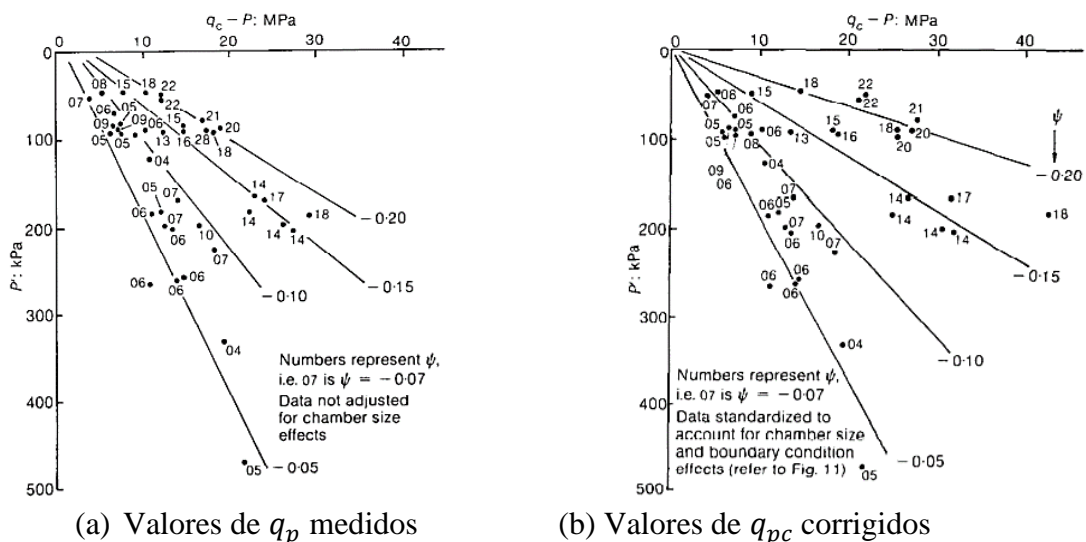 q_c − P: MPa
0 10 20 30 40
0
100
200
300
400
500
P′: kPa
08 15 18 22
07 22
06 05 15 21
09 09 06 20
05 05 13 16 28 18
04
05 07 14 17
06 07 14 18
06 10 14 14
07
06 06
06
04
05
−0·20
−0·15
−0·10
−0·05
Numbers represent ψ,
i.e. 07 is ψ = −0·07
Data not adjusted
for chamber size
effects
(a) Valores de q_p medidos
q_c − P: MPa
0 10 20 30 40
0
100
200
300
400
500
P′: kPa
ψ
08 15 18 22
07 06 22 21
05 05 06 15 18
08 13 16 20 20
09 04
06
07 14 17
06 05 14 18
07 10 14 14
06 07
06 06
06
04
05
−0·20
−0·15
−0·10
−0·05
Numbers represent ψ,
i.e. 07 is ψ = −0·07
Data standardized to
account for chamber size
and boundary condition
effects (refer to Fig. 11)
(b) Valores de q_pc corrigidos